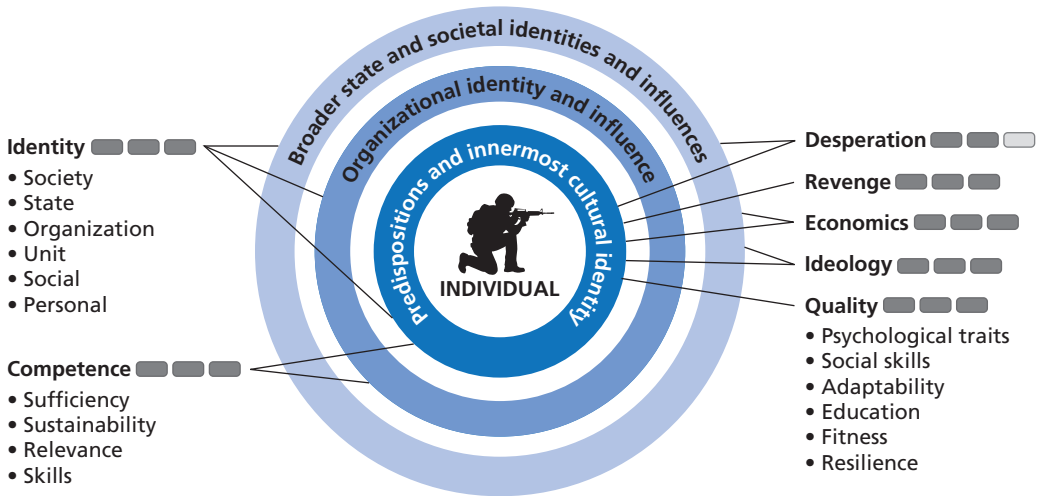 Broader state and societal identities and influences
Organizational identity and influence
Predispositions and innermost cultural identity
INDIVIDUAL
Identity
• Society
• State
• Organization
• Unit
• Social
• Personal
Competence
• Sufficiency
• Sustainability
• Relevance
• Skills
Desperation
Revenge
Economics
Ideology
Quality
• Psychological traits
• Social skills
• Adaptability
• Education
• Fitness
• Resilience